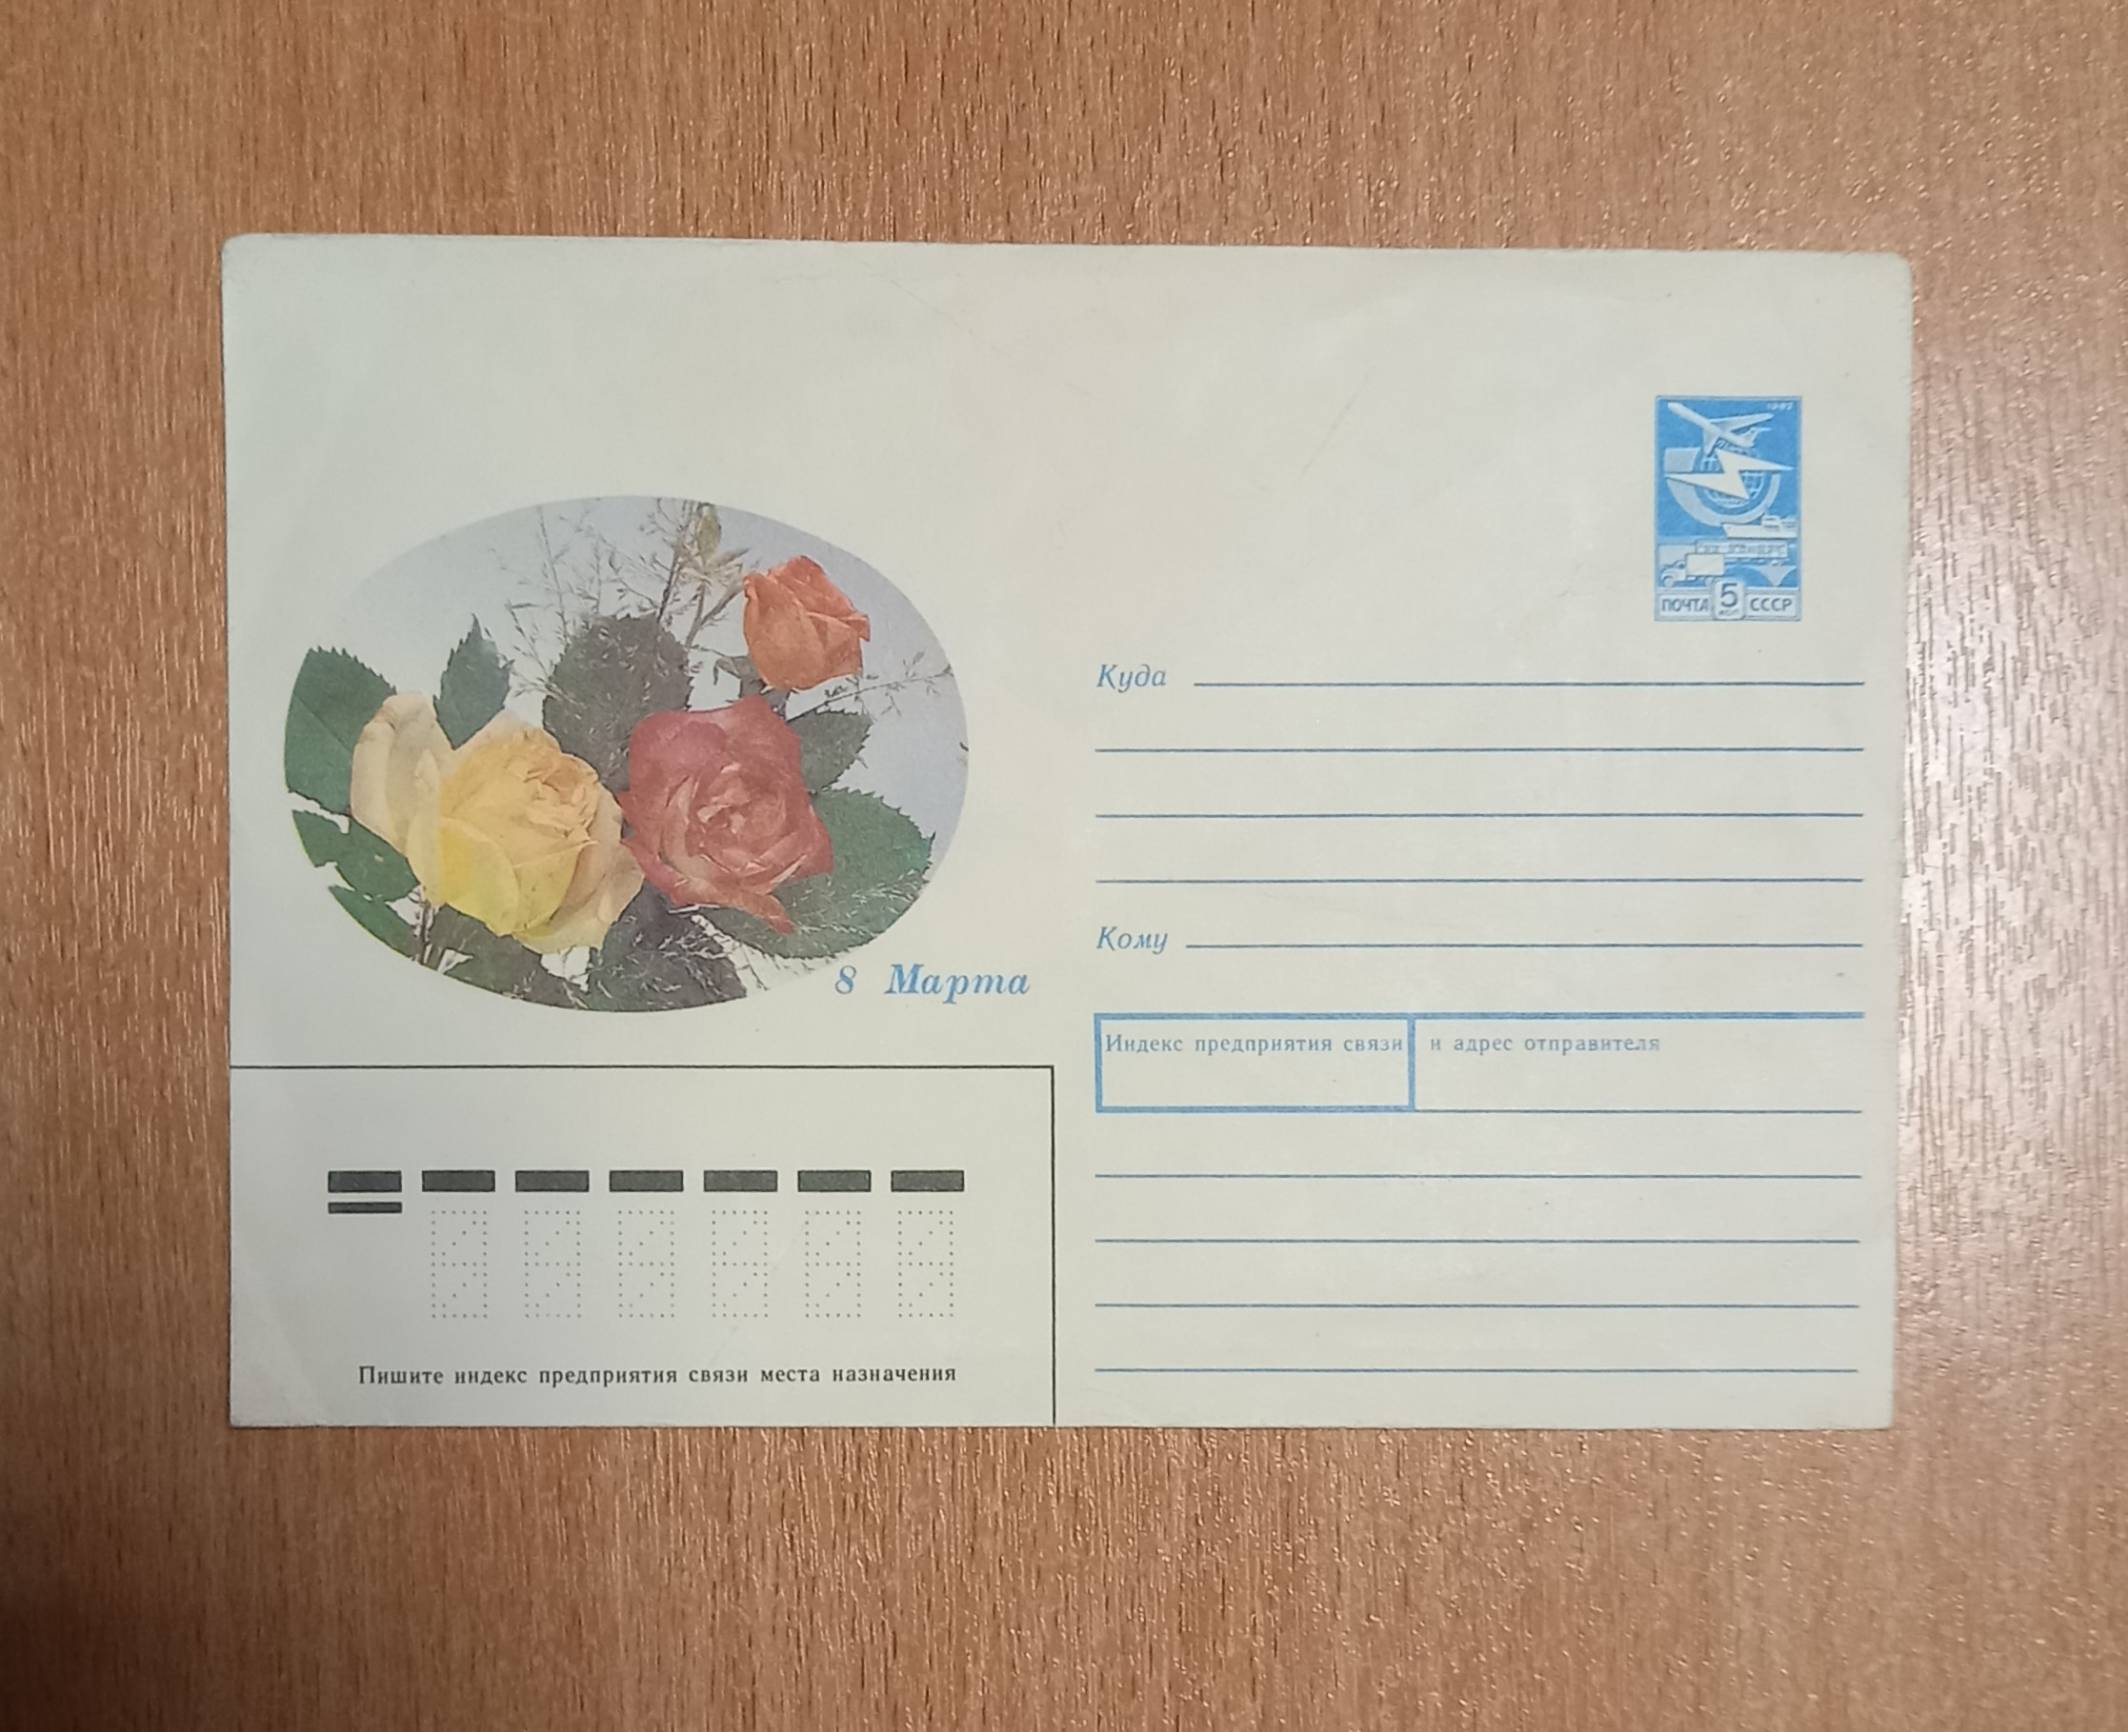 ПОЧТА 5 КОП СССР
Куда
8 Марта
Кому
Индекс предприятия связи и адрес отправителя
Пишите индекс предприятия связи места назначения